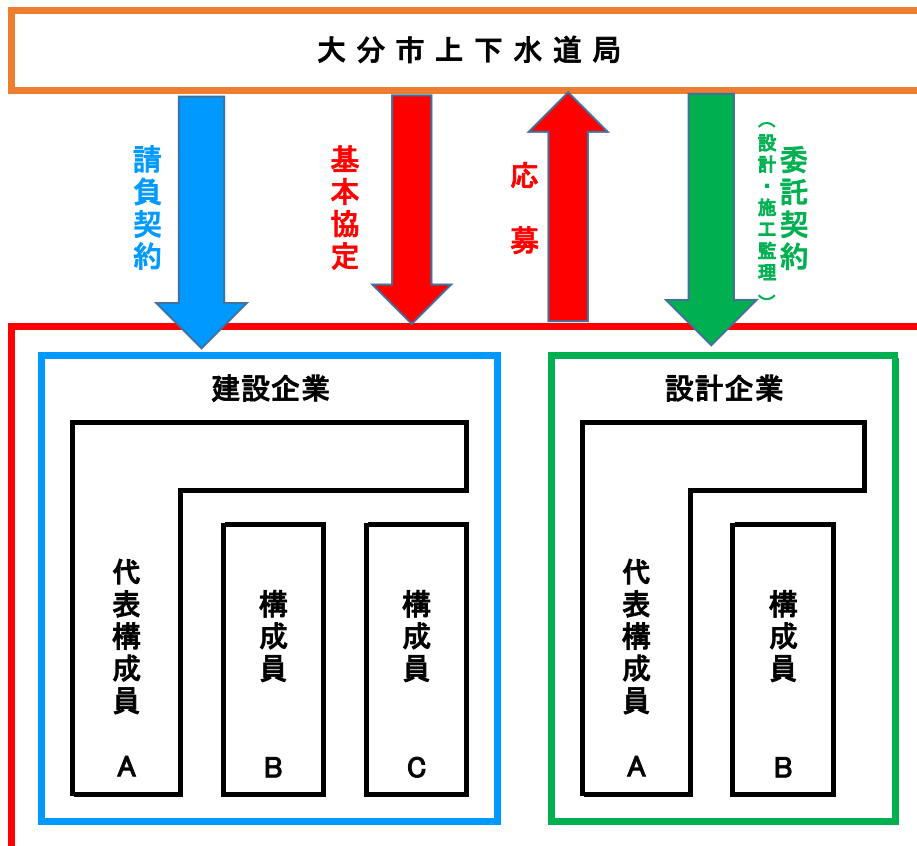 大分市上下水道局
請負契約
基本協定
応募
委託契約
（設計・施工監理）
建設企業
設計企業
代表構成員 A
構成員 B
構成員 C
代表構成員 A
構成員 B